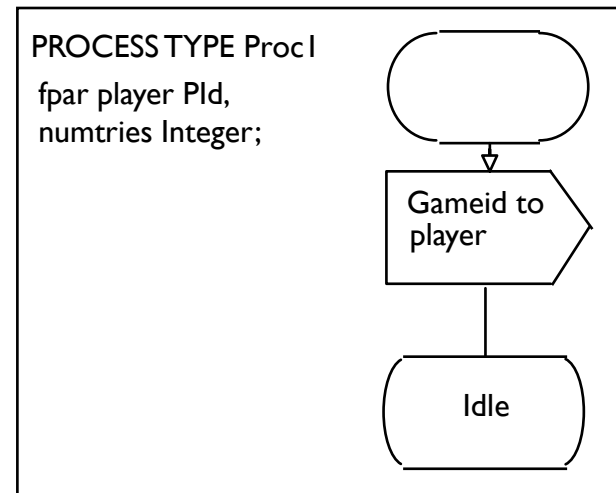 PROCESS TYPE Proc1
fpar player PId,
numtries Integer;
Gameid to
player
Idle